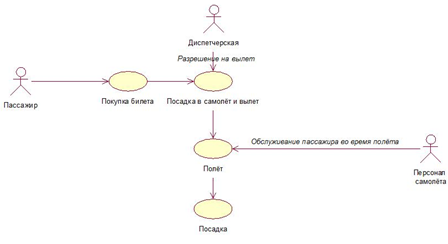 Диспетчерская
Разрешение на вылет
Пассажир
Покупка билета
Посадка в самолёт и вылет
Обслуживание пассажира во время полёта
Полёт
Персонал
самолёта
Посадка